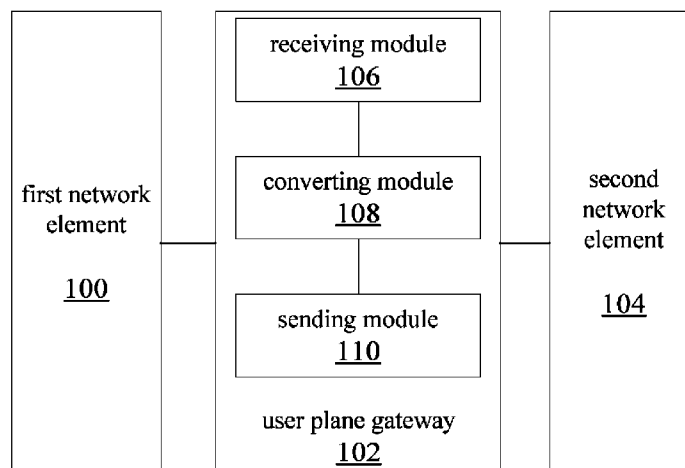 first network
element
100
receiving module
106
converting module
108
sending module
110
user plane gateway
102
second
network
element
104